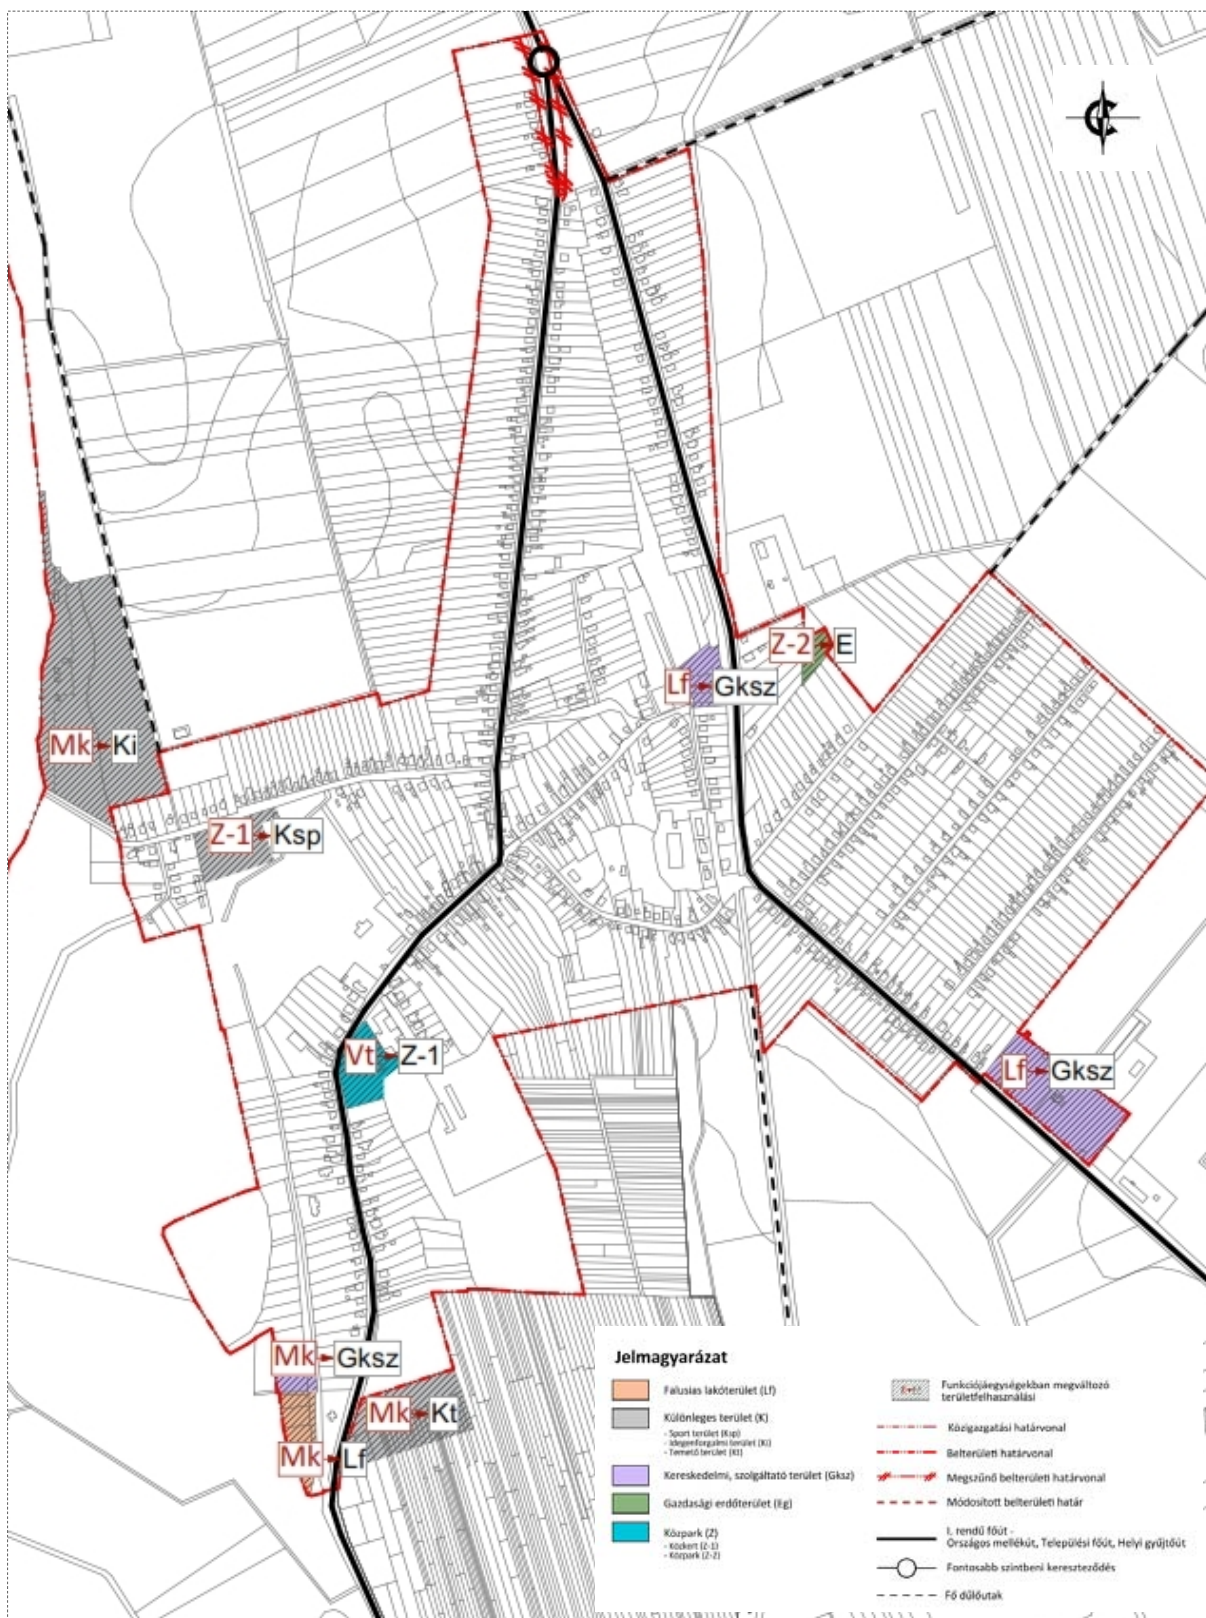 Z-2 E
Lf Gksz
Mk Ki
Z-1 Ksp
Vt Z-1
Lf Gksz
Mk Gksz
Mk Kt
Mk Lf
Jelmagyarázat
Falusias lakóterület (Lf)
Különleges terület (K)
- Sport terület (Ksp)
- Idegenforgalmi terület (Ki)
- Temető terület (Kt)
Kereskedelmi, szolgáltató terület (Gksz)
Gazdasági erdőterület (Eg)
Közpark (Z)
- Közkert (Z-1)
- Közpark (Z-2)
Funkciójáegységekban megváltozó
területfelhasználási
Közigazgatási határvonal
Belterületi határvonal
Megszűnő belterületi határvonal
Módosított belterületi határ
I. rendű főút -
Országos mellékút, Települési főút, Helyi gyűjtőút
Fontosabb szintbeni kereszteződés
Fő dűlőutak